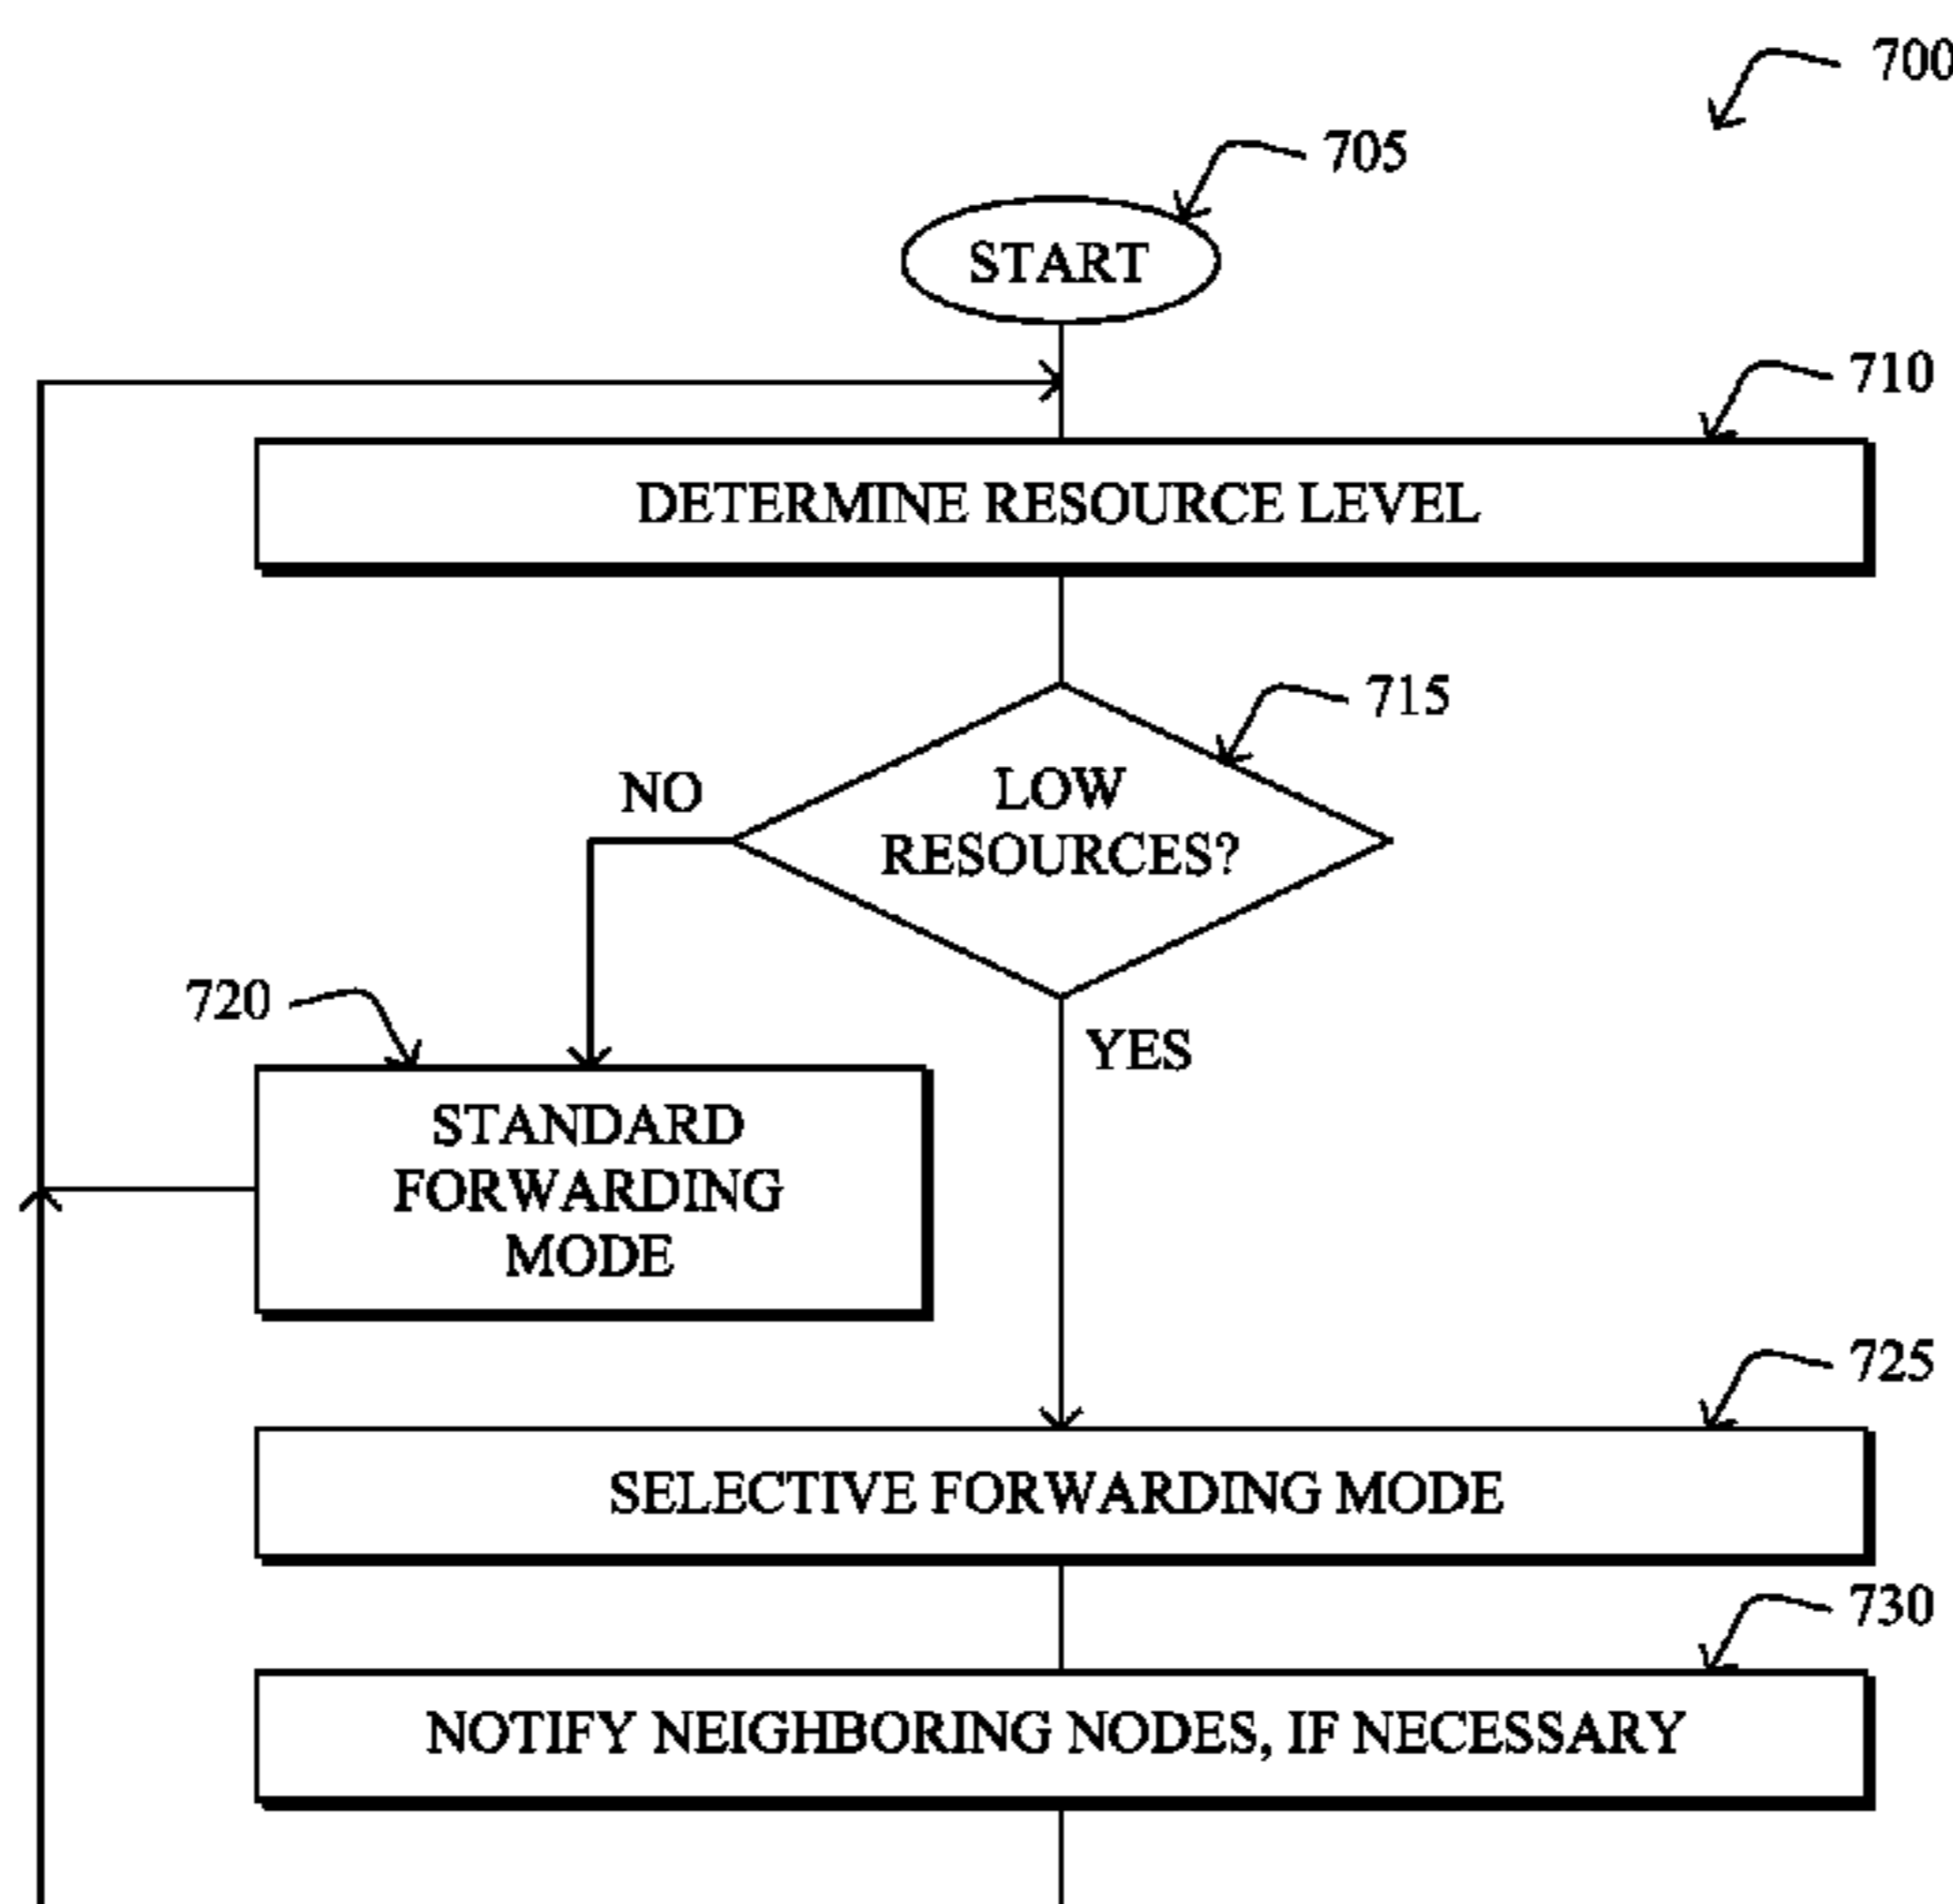 700
705
START
710
DETERMINE RESOURCE LEVEL
715
LOW
RESOURCES?
NO
720
YES
STANDARD
FORWARDING
MODE
725
SELECTIVE FORWARDING MODE
730
NOTIFY NEIGHBORING NODES, IF NECESSARY